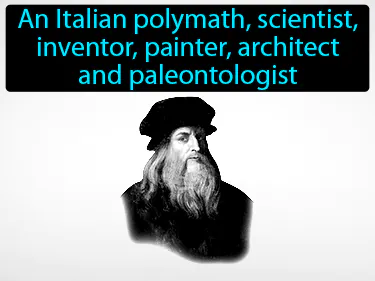 An Italian polymath, scientist,
inventor, painter, architect
and paleontologist